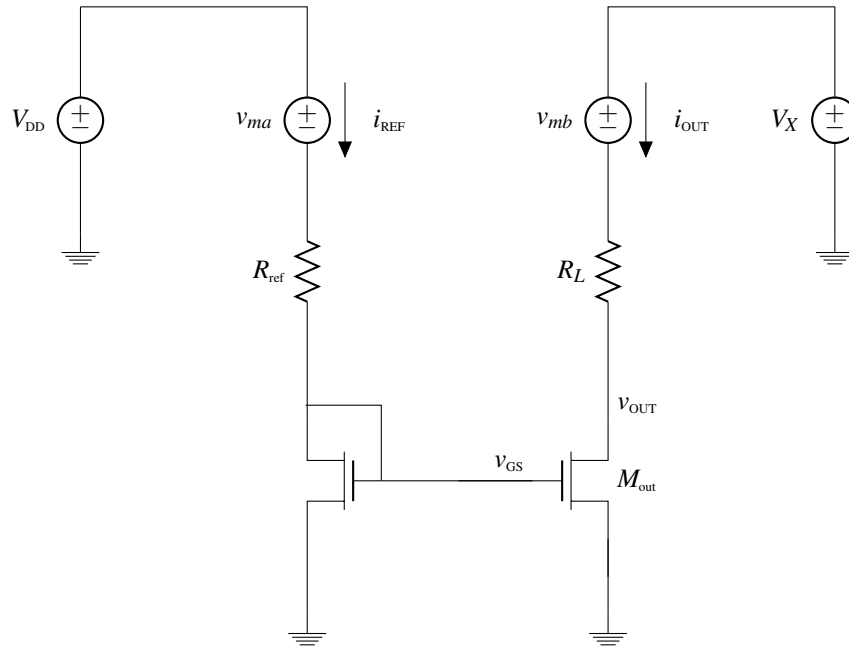 V_DD
v_ma
i_REF
v_mb
i_OUT
V_X
R_ref
R_L
v_OUT
v_GS
M_out